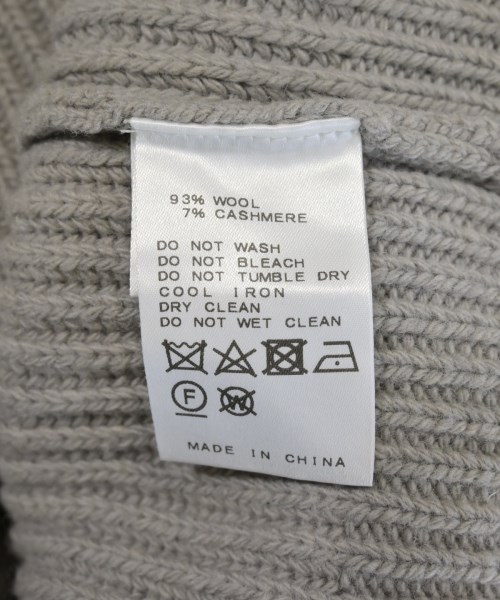 93% WOOL
7% CASHMERE
DO NOT WASH
DO NOT BLEACH
DO NOT TUMBLE DRY
COOL IRON
DRY CLEAN
DO NOT WET CLEAN
F W
MADE IN CHINA